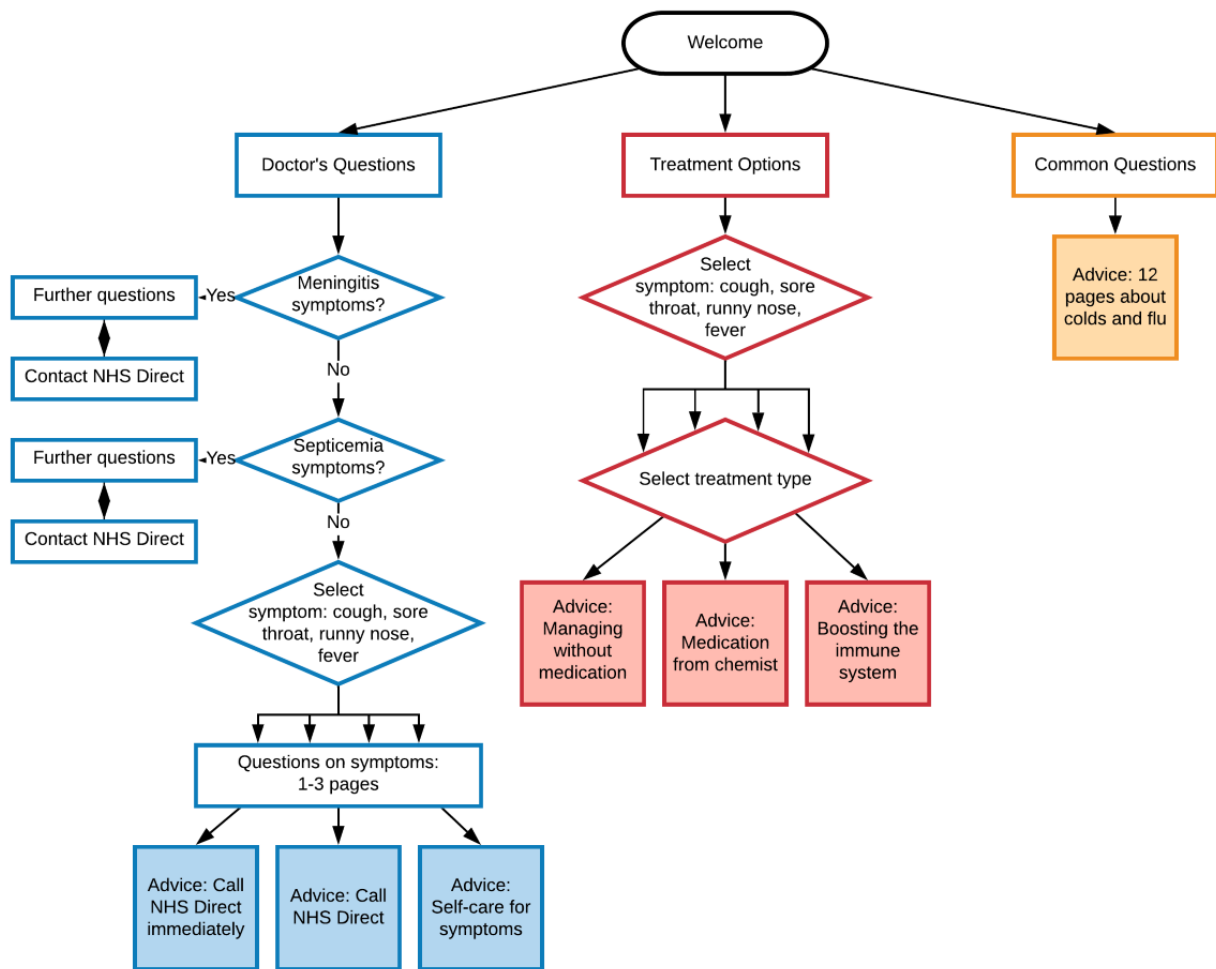 Welcome
Doctor's Questions
Treatment Options
Common Questions
Meningitis
symptoms?
Yes
Further questions
Contact NHS Direct
No
Septicemia
symptoms?
Yes
Further questions
Contact NHS Direct
No
Select
symptom: cough, sore
throat, runny nose,
fever
Questions on symptoms:
1-3 pages
Advice: Call
NHS Direct
immediately
Advice: Call
NHS Direct
Advice:
Self-care for
symptoms
Select
symptom: cough, sore
throat, runny nose,
fever
Select treatment type
Advice:
Managing
without
medication
Advice:
Medication
from chemist
Advice:
Boosting the
immune
system
Advice: 12
pages about
colds and flu